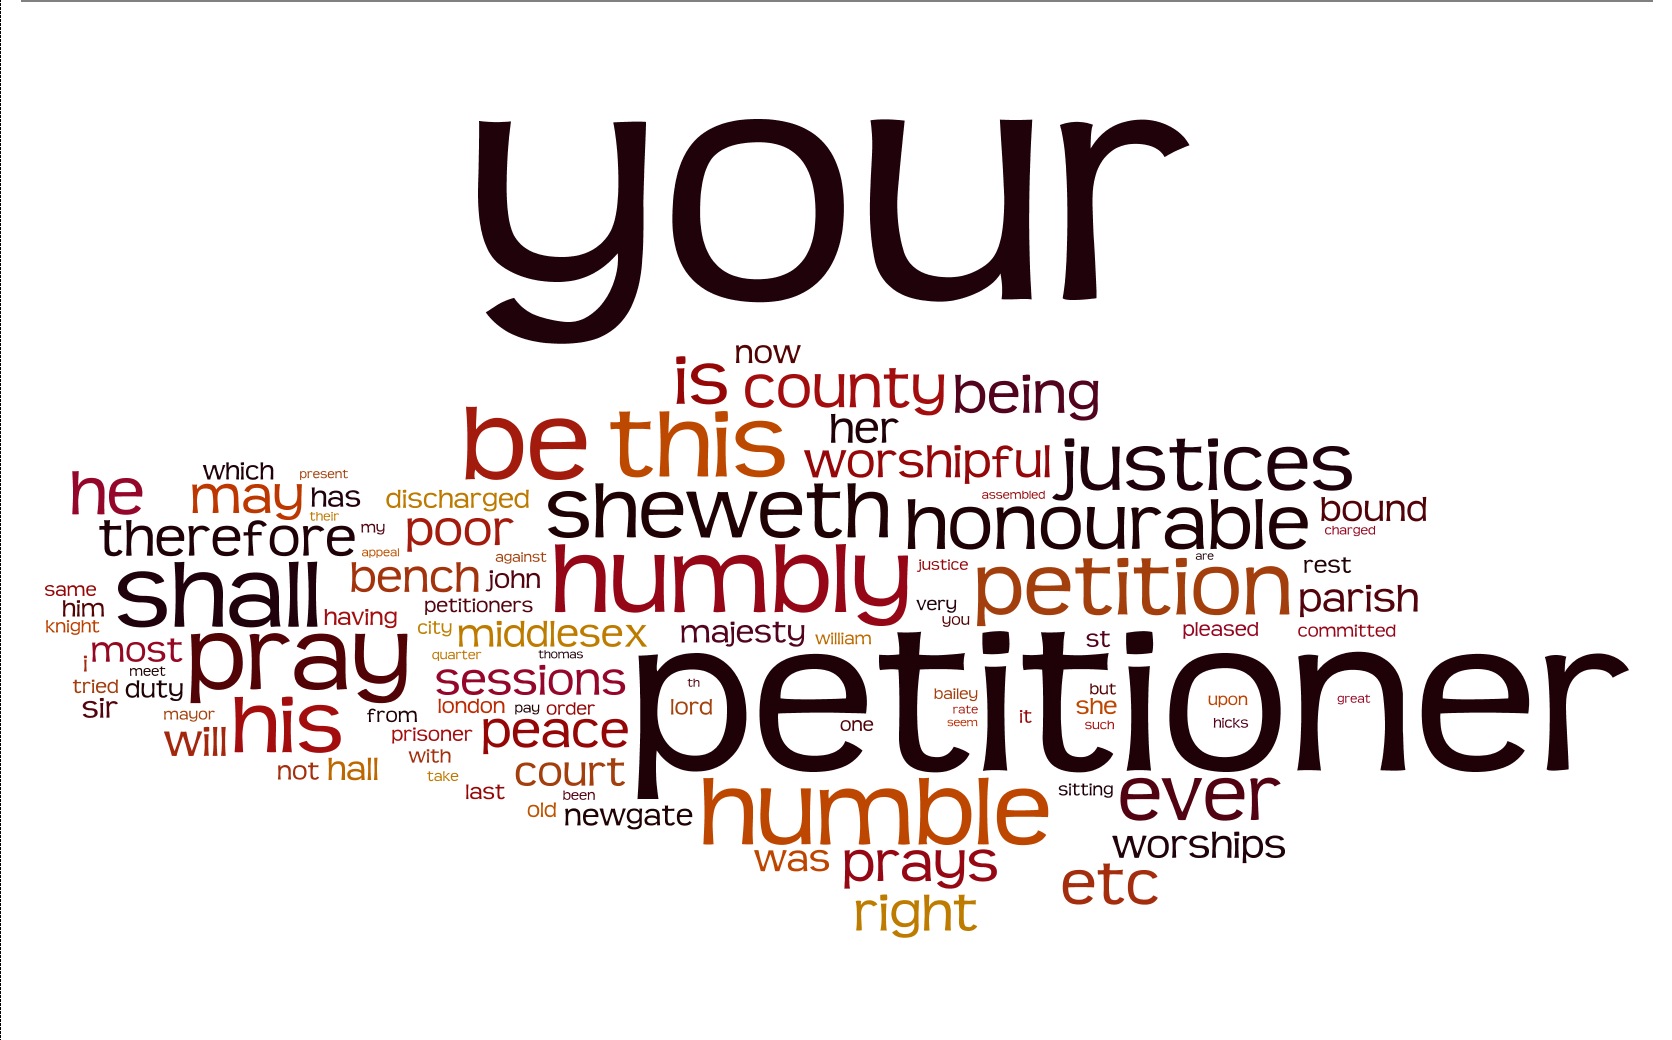 your
now
is county being
be this her
worshipful justices
he which present
may has discharged
sheweth assembled
honourable bound
their
therefore my poor
charged
appeal against
humbly
are
shall bench john
justice petition rest
same
him having petitioners
very parish
knight
city middlesex majesty william
you
st pleased committed
most pray
quarter thomas
i
meet
tried duty
sessions
petitioner
th
lord
bailey
but
she
upon
great
sir
london pay order
rate
seem
it
such
hicks
one
mayor
his from
will
prisoner peace
not hall with
take
court
last been
humble sitting ever
old newgate
worships
was prays
etc
right